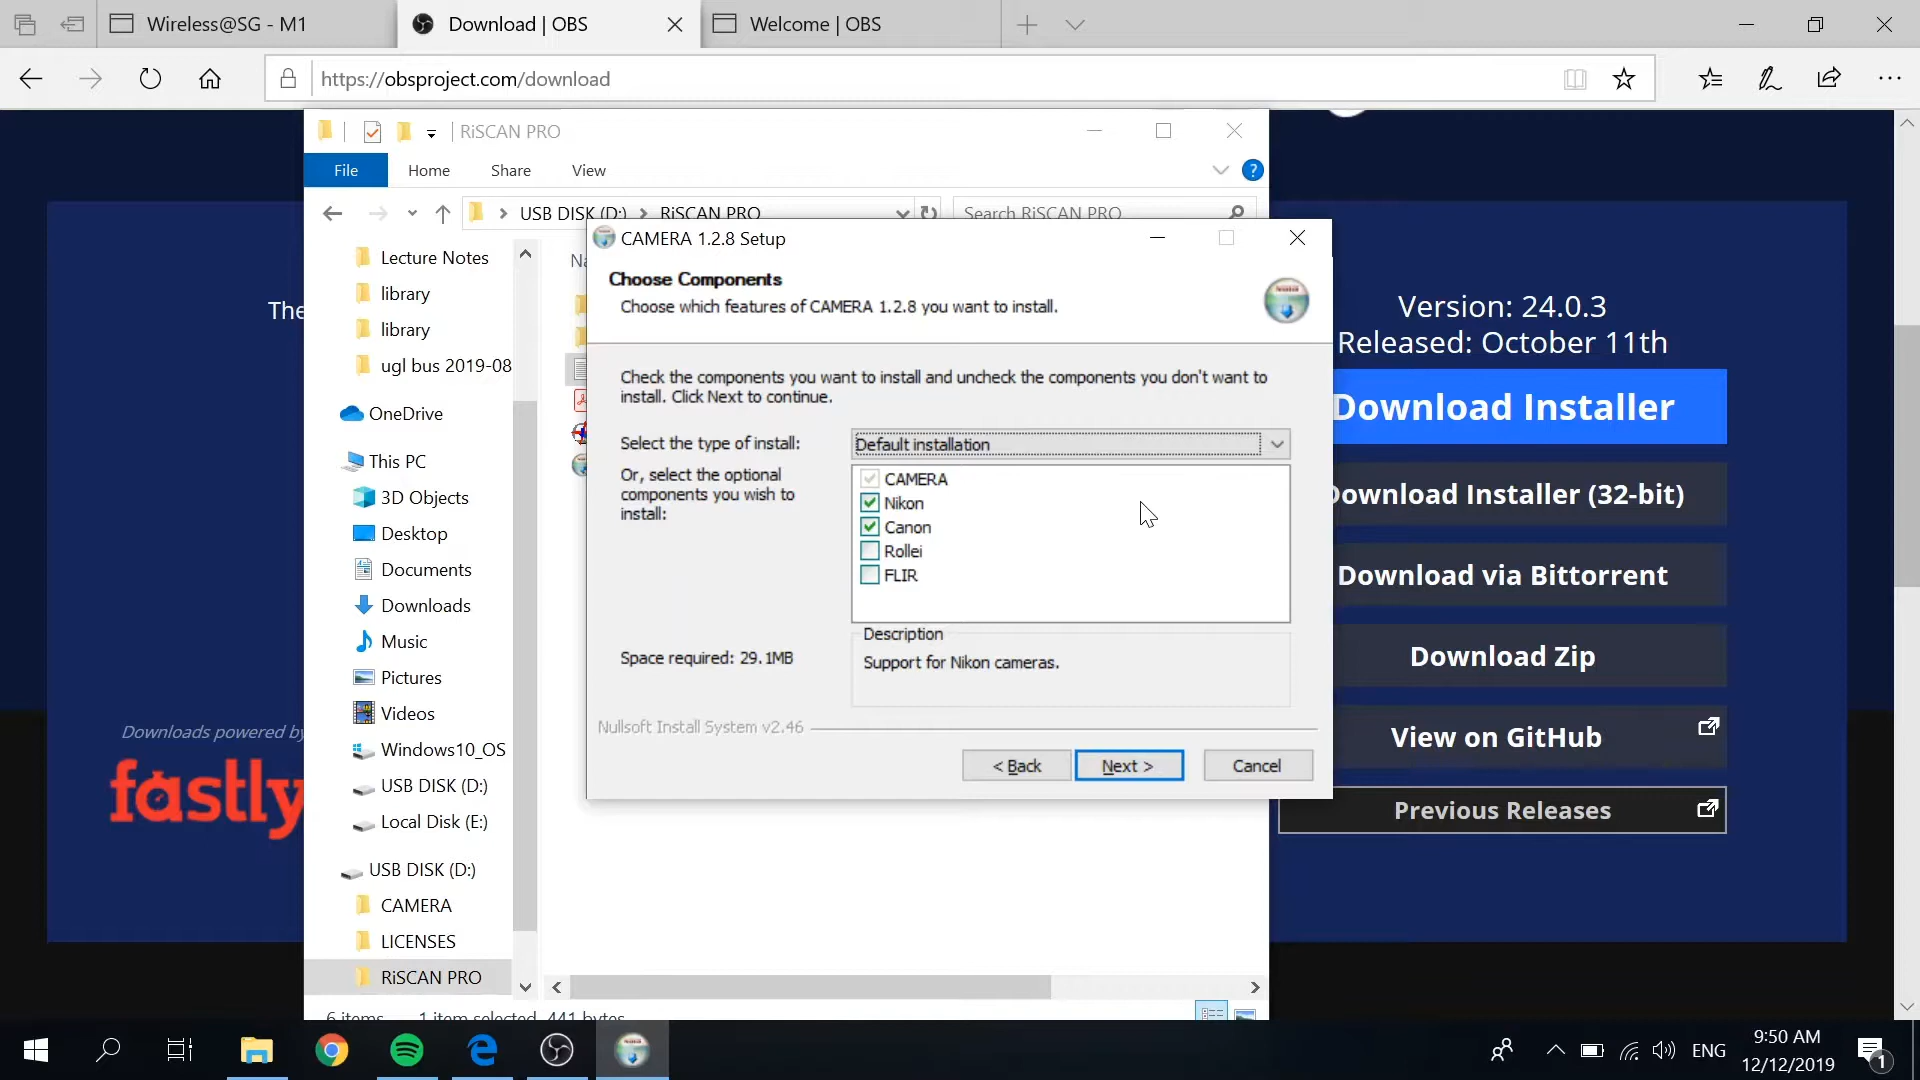 Wireless@SG - M1
Download | OBS
Welcome | OBS
https://obsproject.com/download
RiSCAN PRO
File
Home
Share
View
USB DISK (D:)
RiSCAN PRO
Search RiSCAN PRO
Lecture Notes
library
library
ugl bus 2019-08
OneDrive
This PC
3D Objects
Desktop
Documents
Downloads
Music
Pictures
Videos
Windows10_OS
USB DISK (D:)
Local Disk (E:)
USB DISK (D:)
CAMERA
LICENSES
RiSCAN PRO
6 items
1 item selected 441 bytes
CAMERA 1.2.8 Setup
Choose Components
Choose which features of CAMERA 1.2.8 you want to install.
Check the components you want to install and uncheck the components you don't want to
install. Click Next to continue.
Select the type of install:
Default installation
Or, select the optional
components you wish to
install:
CAMERA
Nikon
Canon
Rollei
FLIR
Space required: 29.1MB
Description
Support for Nikon cameras.
Nullsoft Install System v2.46
< Back
Next >
Cancel
The
Downloads powered by
fastly
Version: 24.0.3
Released: October 11th
Download Installer
Download Installer (32-bit)
Download via Bittorrent
Download Zip
View on GitHub
Previous Releases
ENG
9:50 AM
12/12/2019
1